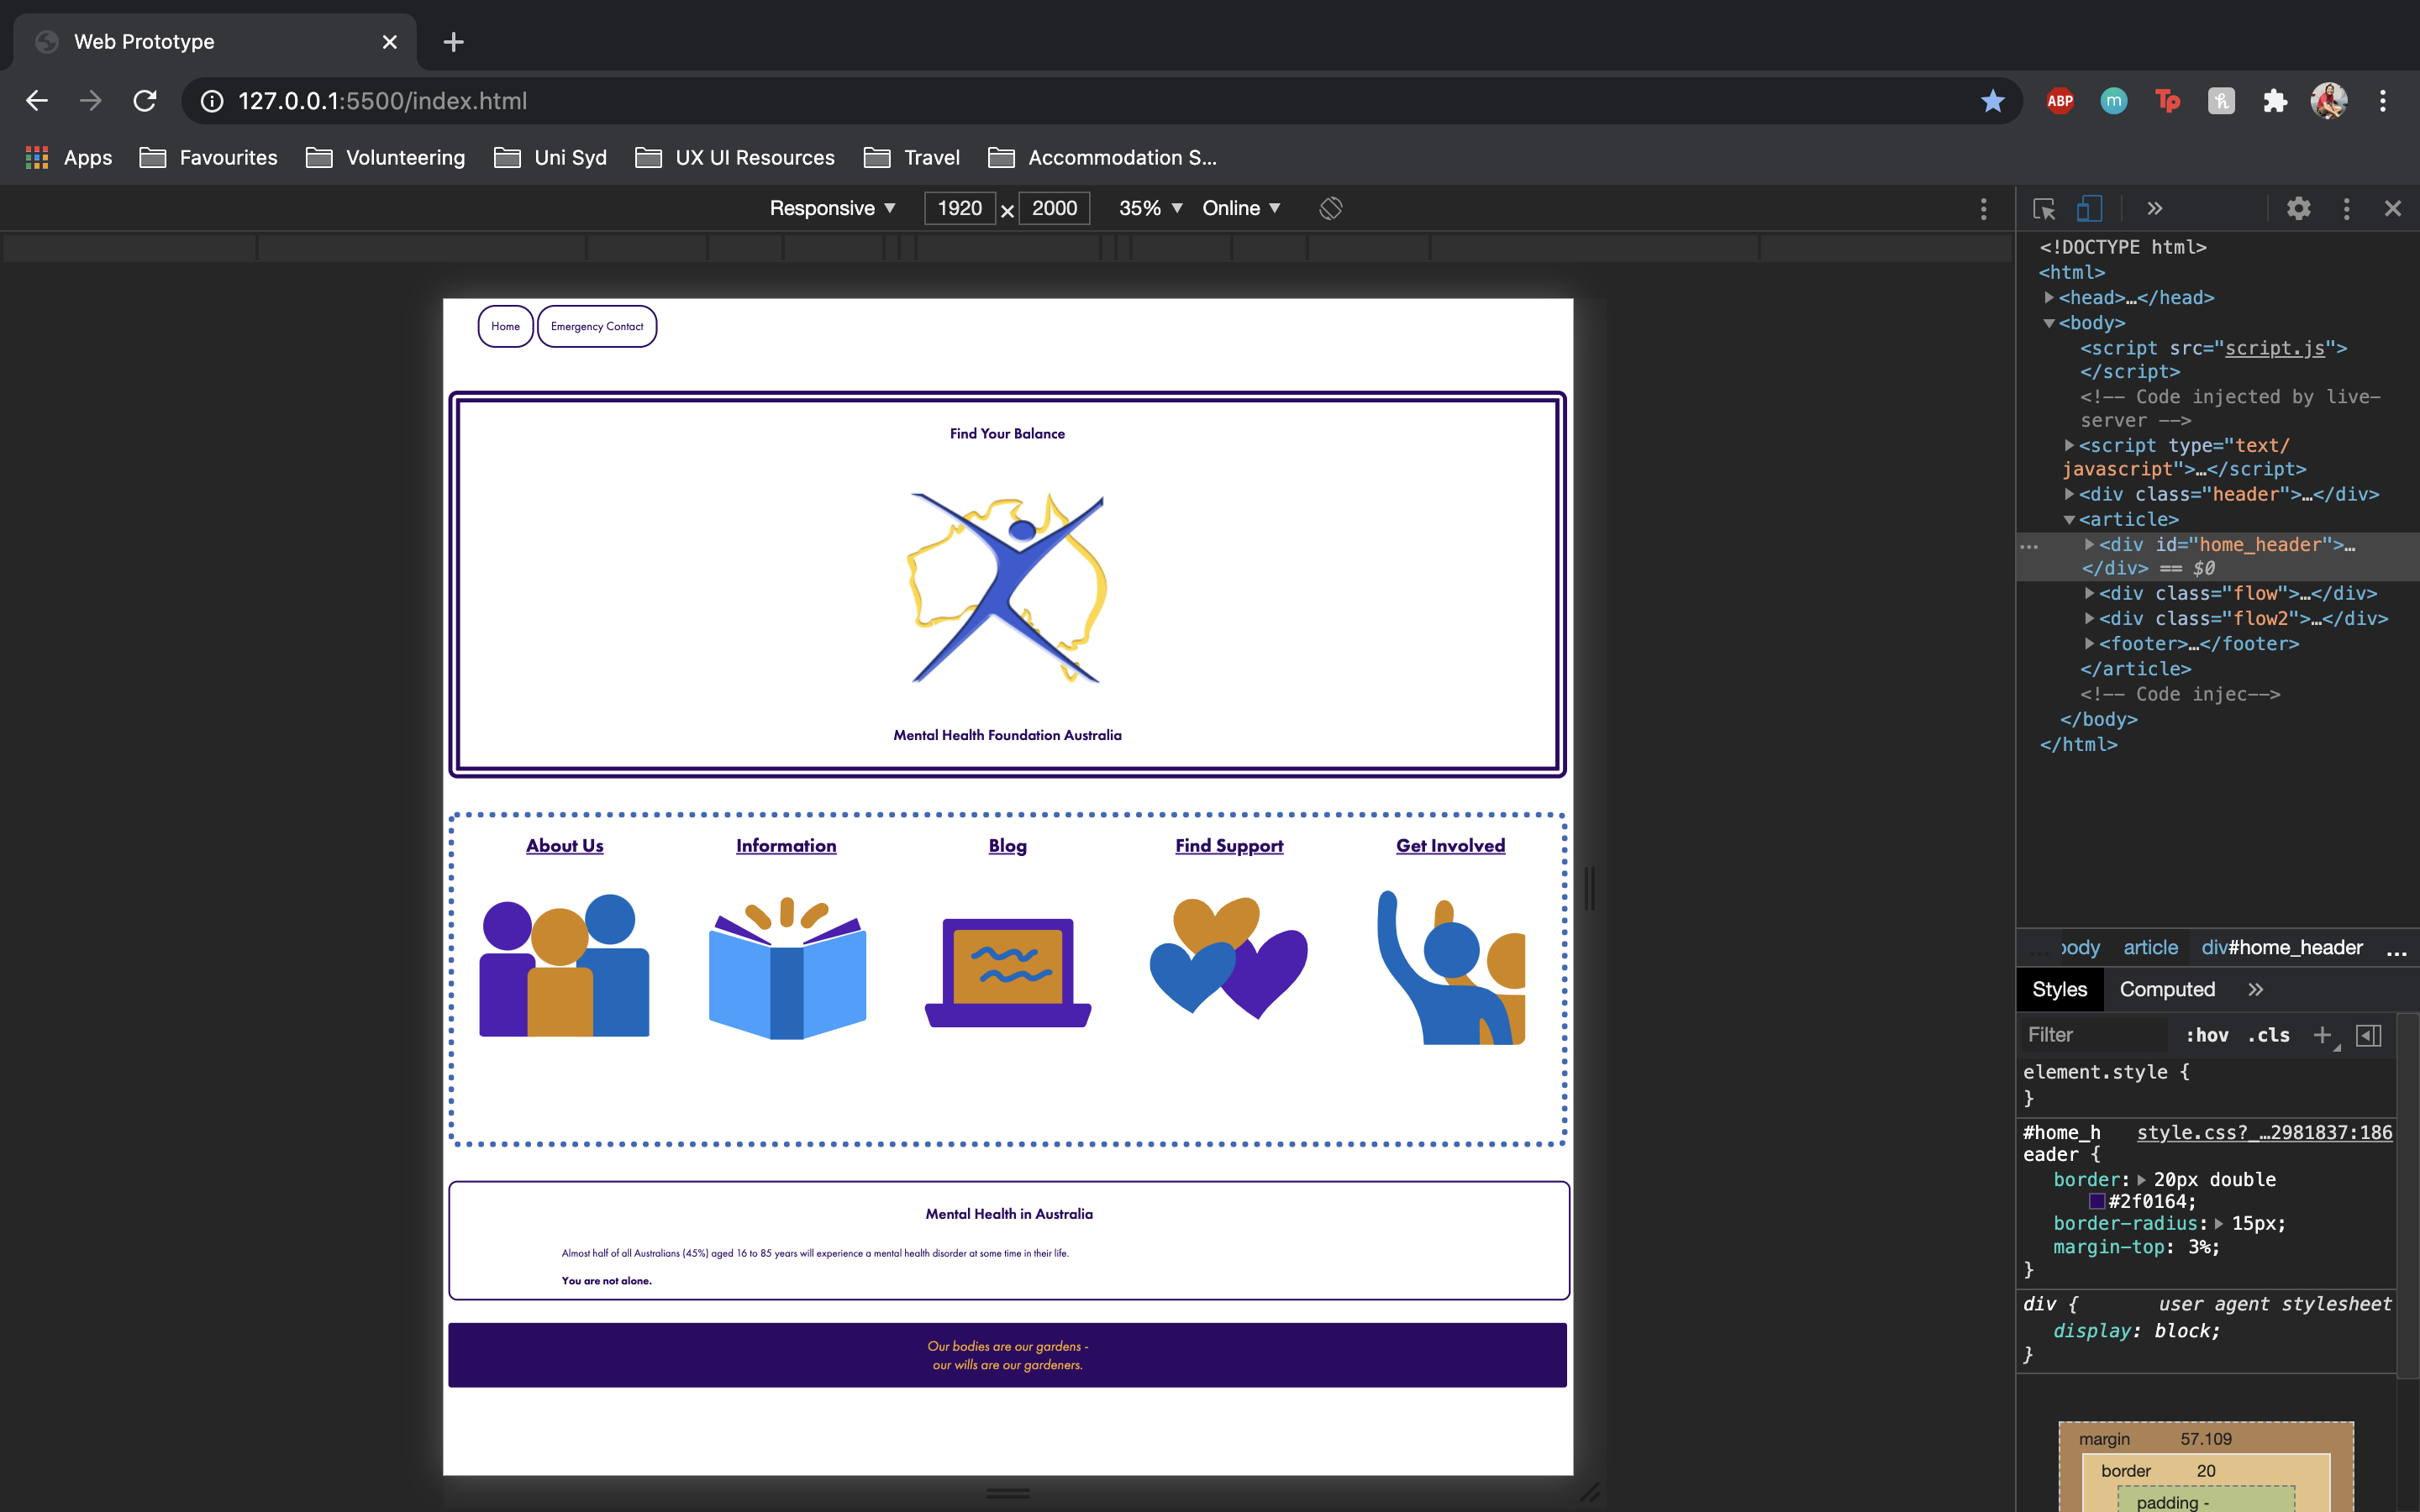 Web Prototype
127.0.0.1:5500/index.html
ABP m Tp h
Apps Favourites Volunteering Uni Syd UX UI Resources Travel Accommodation S...
Responsive ▼ 1920 × 2000 35% ▼ Online ▼
Home Emergency Contact
Find Your Balance
Mental Health Foundation Australia
About Us Information Blog Find Support Get Involved
Mental Health in Australia
Almost half of all Australians (45%) aged 16 to 85 years will experience a mental health disorder at some time in their life.
You are not alone.
Our bodies are our gardens -
our wills are our gardeners.
<!DOCTYPE html>
<html>
<head>…</head>
<body>
<script src="script.js">
</script>
<!-- Code injected by live-
server -->
<script type="text/
javascript">…</script>
<div class="header">…</div>
<article>
<div id="home_header">…
</div> == $0
<div class="flow">…</div>
<div class="flow2">…</div>
<footer>…</footer>
</article>
<!-- Code injec-->
</body>
</html>
... body article div#home_header ...
Styles Computed »
Filter :hov .cls +
element.style {
}
#home_h style.css?_…2981837:186
eader {
border: 20px double
#2f0164;
border-radius: 15px;
margin-top: 3%;
}
div { user agent stylesheet
display: block;
}
margin 57.109
border 20
padding -